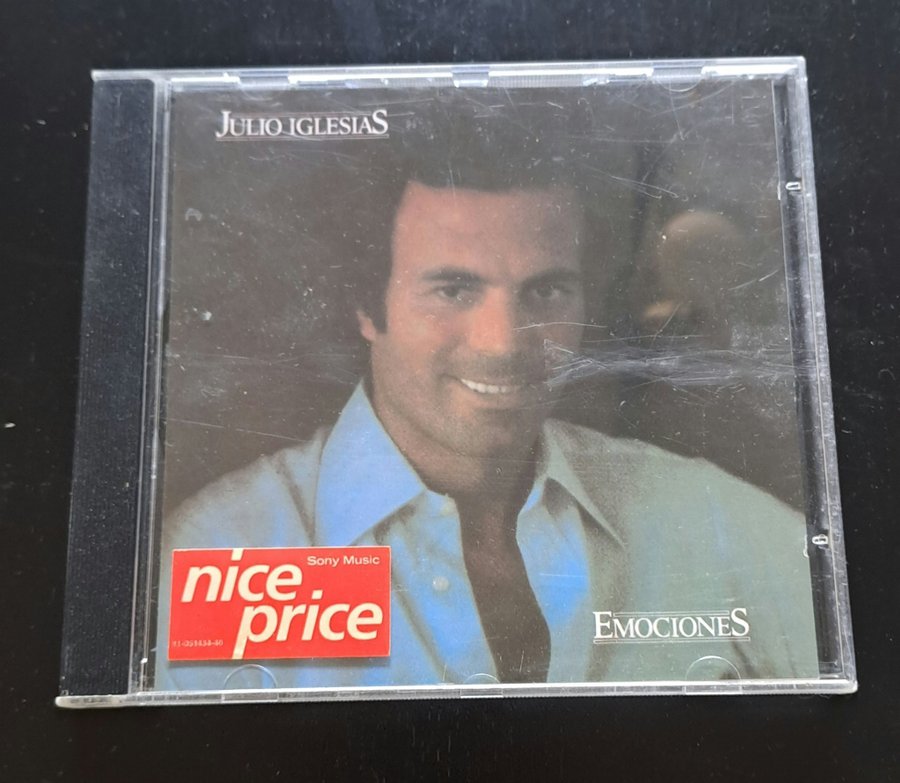 JULIO IGLESIAS
Sony Music
nice
price
EMOCIONES